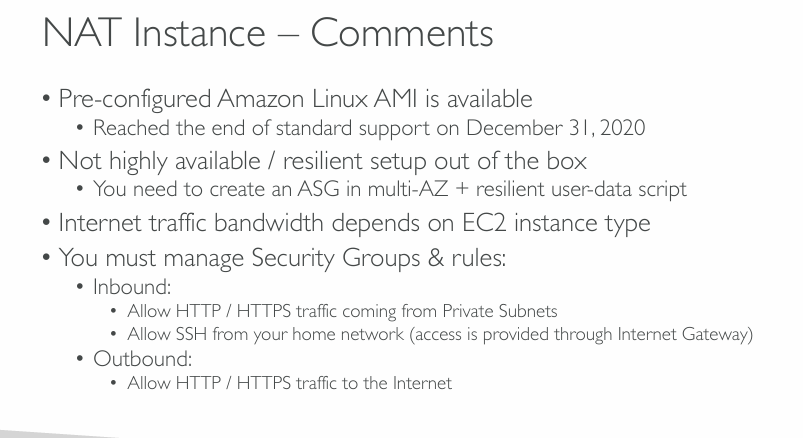 NAT Instance – Comments
• Pre-configured Amazon Linux AMI is available
• Reached the end of standard support on December 31, 2020
• Not highly available / resilient setup out of the box
• You need to create an ASG in multi-AZ + resilient user-data script
• Internet traffic bandwidth depends on EC2 instance type
• You must manage Security Groups & rules:
• Inbound:
• Allow HTTP / HTTPS traffic coming from Private Subnets
• Allow SSH from your home network (access is provided through Internet Gateway)
• Outbound:
• Allow HTTP / HTTPS traffic to the Internet